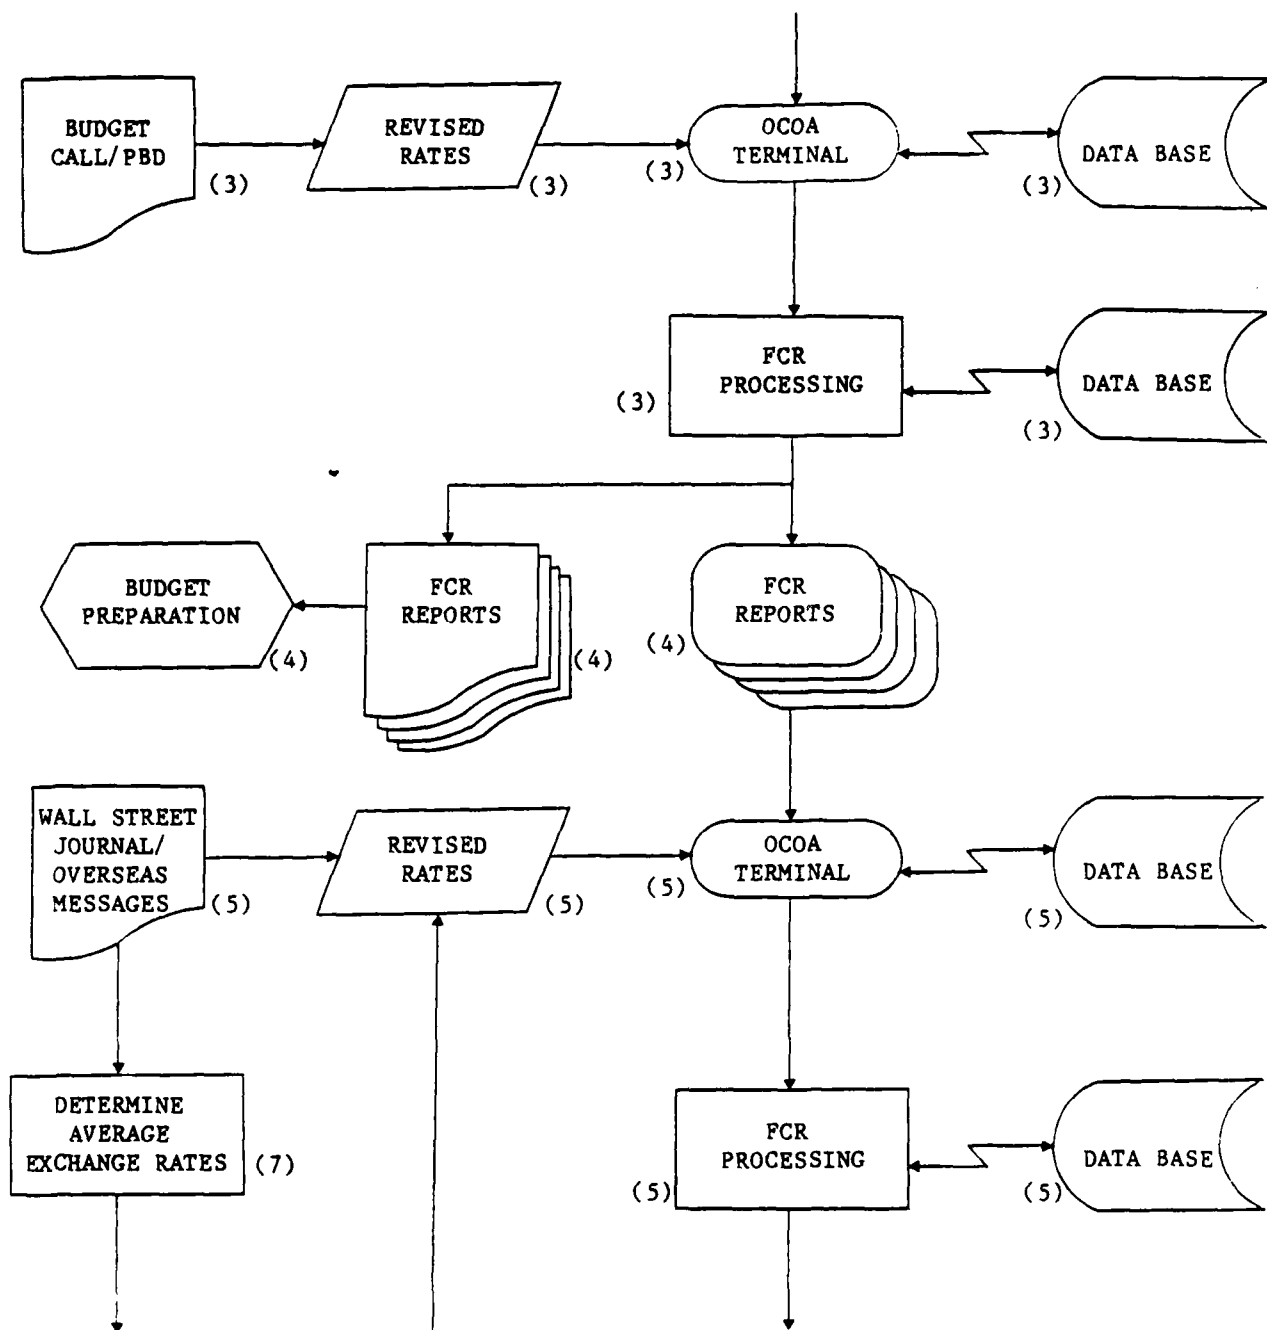 BUDGET
CALL/PBD
(3)
REVISED
RATES
(3)
OCOA
TERMINAL
(3)
DATA BASE
(3)
FCR
PROCESSING
(3)
DATA BASE
(3)
BUDGET
PREPARATION
(4)
FCR
REPORTS
(4)
FCR
REPORTS
(4)
WALL STREET
JOURNAL/
OVERSEAS
MESSAGES
(5)
REVISED
RATES
(5)
OCOA
TERMINAL
(5)
DATA BASE
(5)
DETERMINE
AVERAGE
EXCHANGE RATES
(7)
FCR
PROCESSING
(5)
DATA BASE
(5)